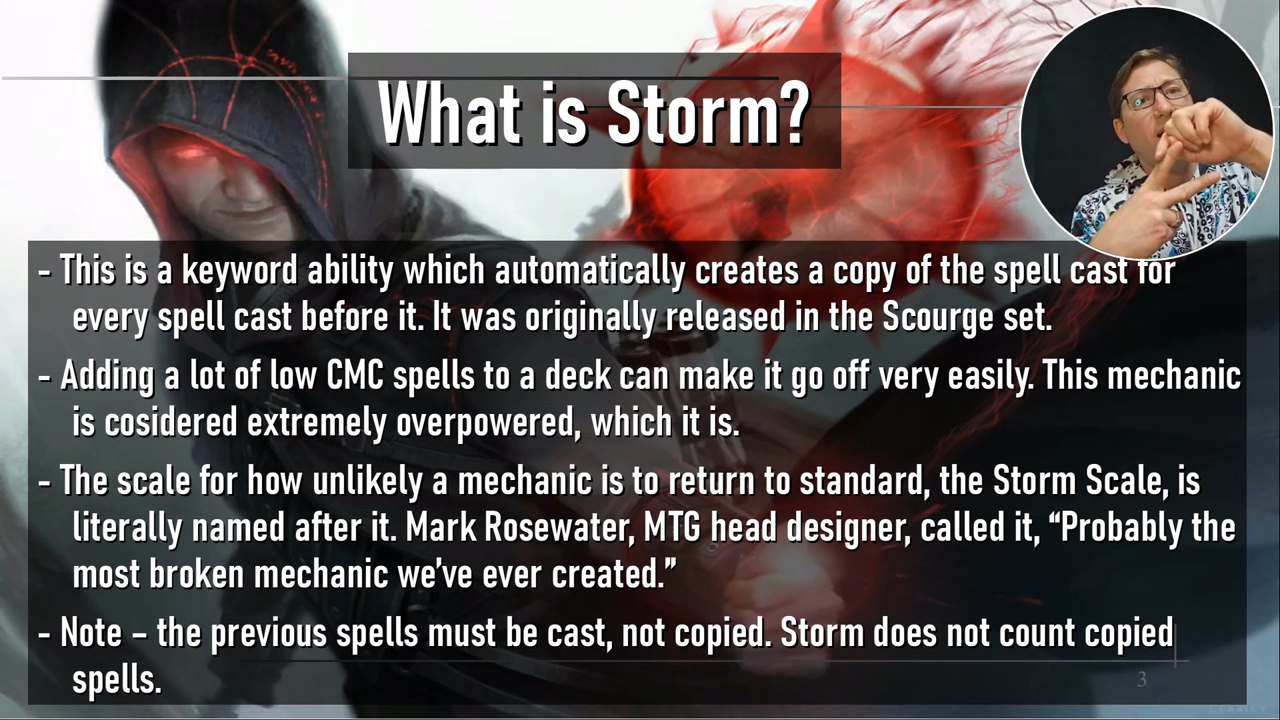 What is Storm?
- This is a keyword ability which automatically creates a copy of the spell cast for
every spell cast before it. It was originally released in the Scourge set.
- Adding a lot of low CMC spells to a deck can make it go off very easily. This mechanic
is cosidered extremely overpowered, which it is.
- The scale for how unlikely a mechanic is to return to standard, the Storm Scale, is
literally named after it. Mark Rosewater, MTG head designer, called it, “Probably the
most broken mechanic we’ve ever created.”
- Note – the previous spells must be cast, not copied. Storm does not count copied
spells.
3